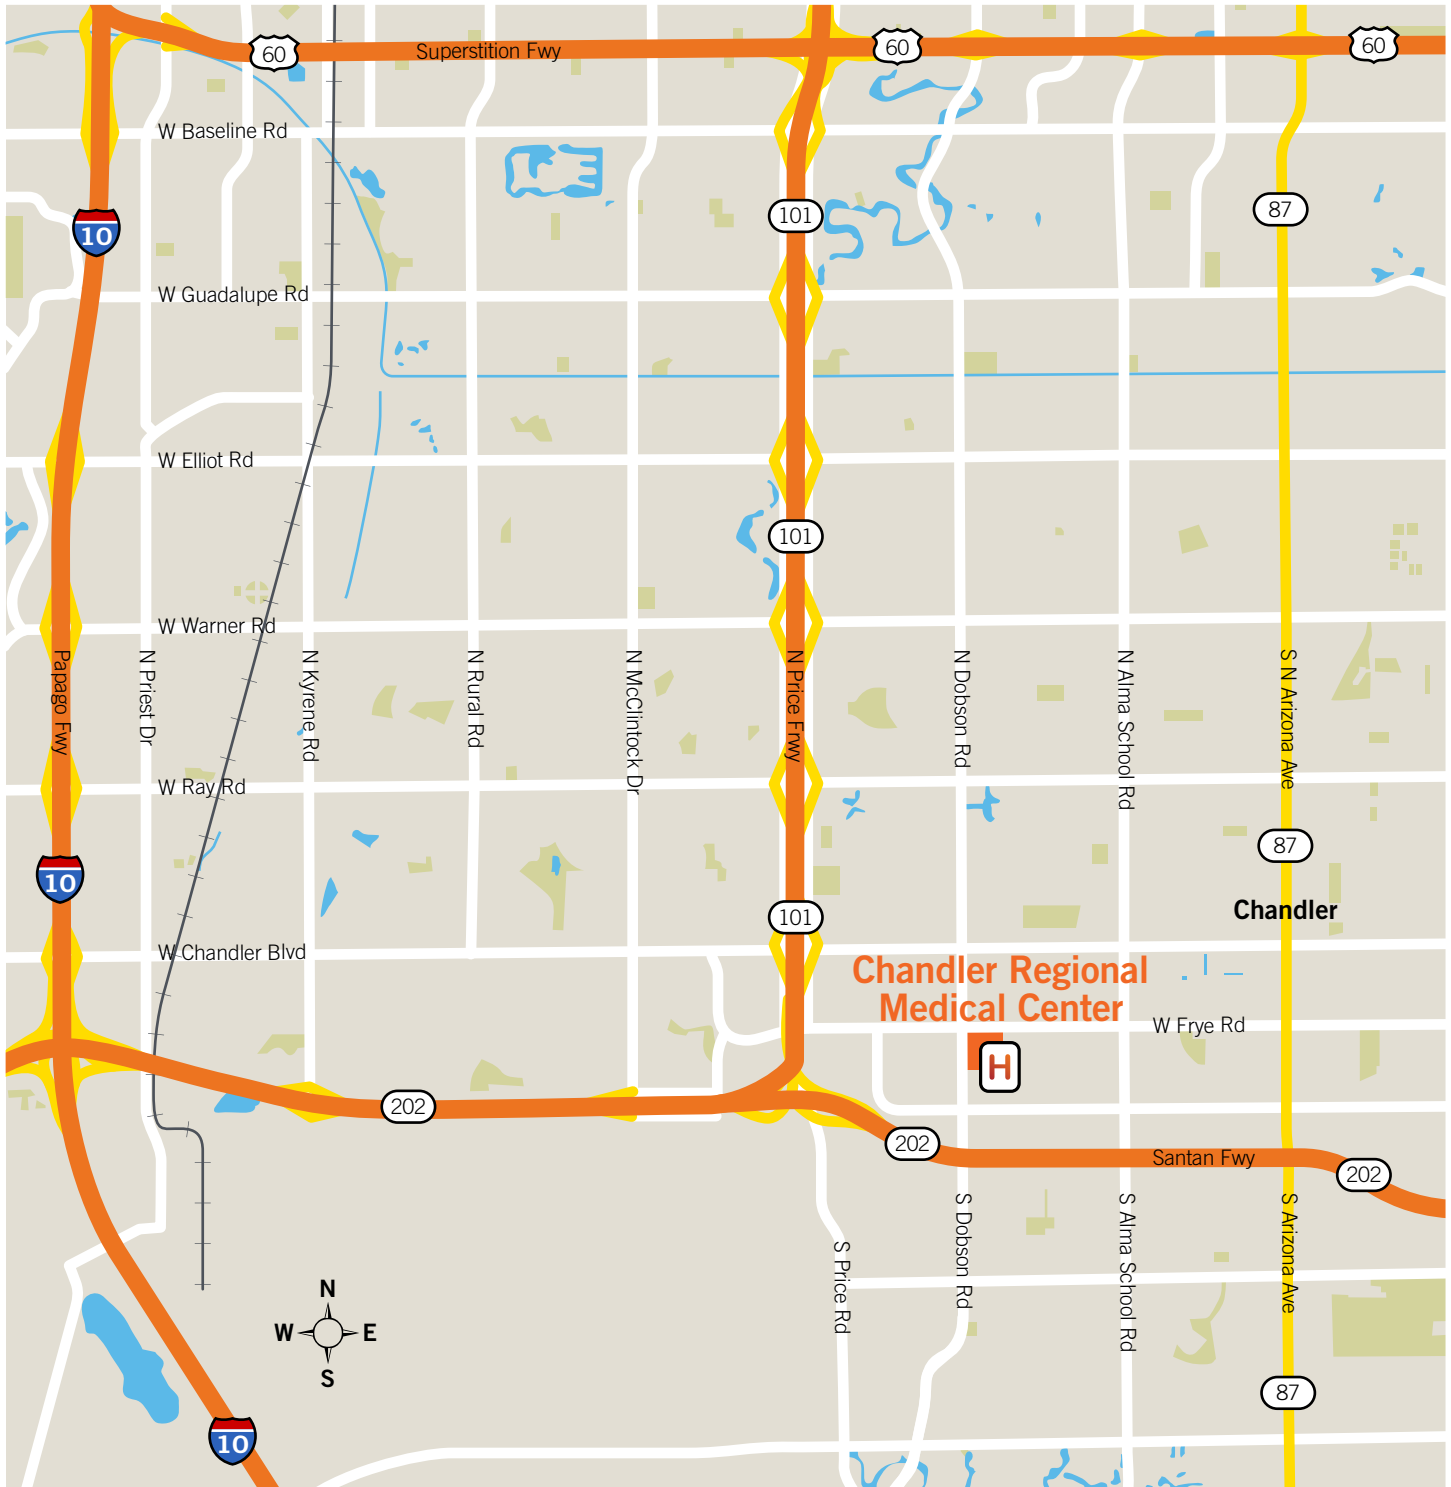 60
Superstition Fwy
60
60
W Baseline Rd
10
101
87
W Guadalupe Rd
W Elliot Rd
101
W Warner Rd
Papago Fwy
N Priest Dr
N Kyrene Rd
N Rural Rd
N McClintock Dr
N Price Frwy
N Dobson Rd
N Alma School Rd
S N Arizona Ave
W Ray Rd
87
10
101
Chandler
W Chandler Blvd
Chandler Regional
Medical Center
W Frye Rd
H
202
202
Santan Fwy
202
S Price Rd
S Dobson Rd
S Alma School Rd
S Arizona Ave
N
W
E
S
87
10